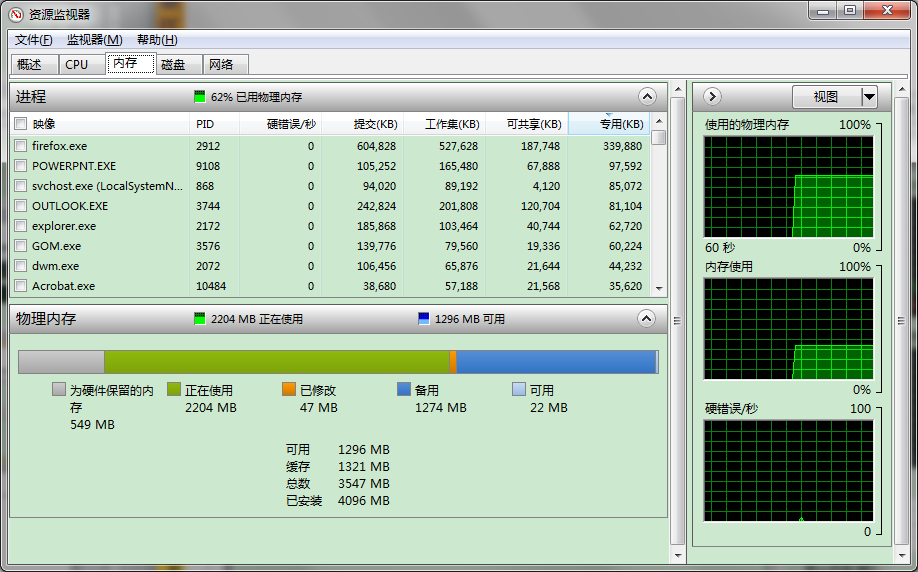 资源监视器
文件(F) 监视器(M) 帮助(H)
概述 CPU 内存 磁盘 网络
进程 62% 已用物理内存
映像 PID 硬错误/秒 提交(KB) 工作集(KB) 可共享(KB) 专用(KB)
firefox.exe 2912 0 604,828 527,628 187,748 339,880
POWERPNT.EXE 9108 0 105,252 165,480 67,888 97,592
svchost.exe (LocalSystemN... 868 0 94,020 89,192 4,120 85,072
OUTLOOK.EXE 3744 0 242,824 201,808 120,704 81,104
explorer.exe 2172 0 185,868 103,464 40,744 62,720
GOM.exe 3576 0 139,776 79,560 19,336 60,224
dwm.exe 2072 0 106,456 65,876 21,644 44,232
Acrobat.exe 10484 0 38,680 57,188 21,568 35,620
物理内存 2204 MB 正在使用 1296 MB 可用
为硬件保留的内存 549 MB
正在使用 2204 MB
已修改 47 MB
备用 1274 MB
可用 22 MB
可用 1296 MB
缓存 1321 MB
总数 3547 MB
已安装 4096 MB
视图
使用的物理内存 100%
60 秒 0%
内存使用 100%
0%
硬错误/秒 100
0